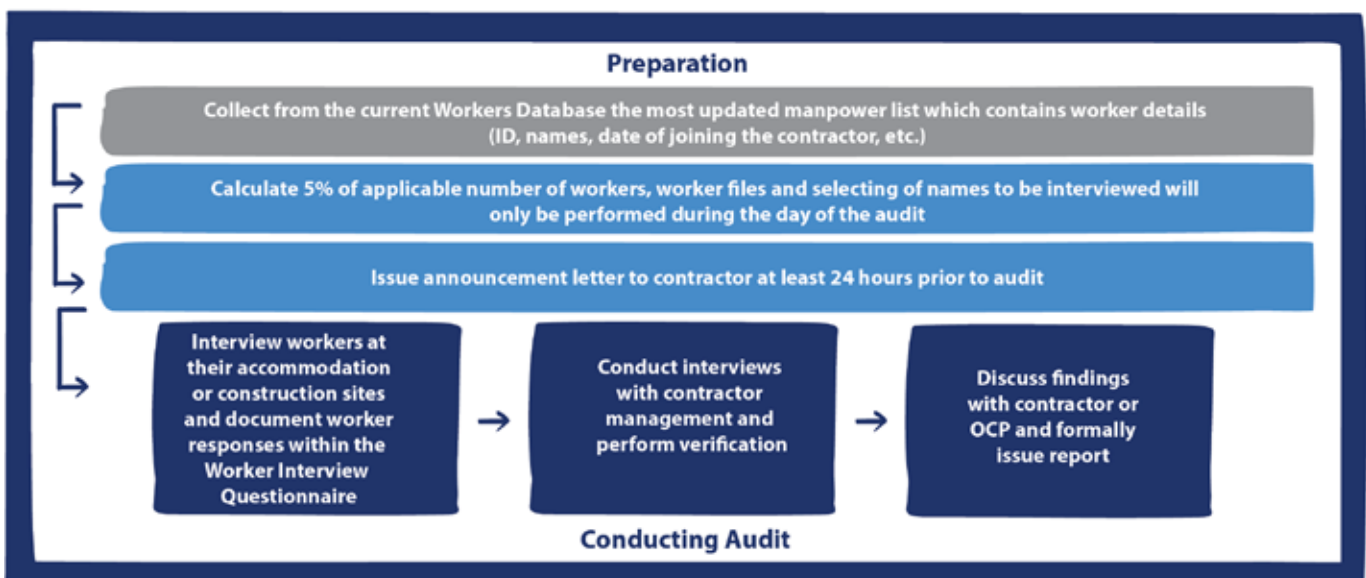 Preparation
Collect from the current Workers Database the most updated manpower list which contains worker details
(ID, names, date of joining the contractor, etc.)
Calculate 5% of applicable number of workers, worker files and selecting of names to be interviewed will
only be performed during the day of the audit
Issue announcement letter to contractor at least 24 hours prior to audit
Interview workers at
their accommodation
or construction sites
and document worker
responses within the
Worker Interview
Questionnaire
Conduct interviews
with contractor
management and
perform verification
Discuss findings
with contractor or
OCP and formally
issue report
Conducting Audit